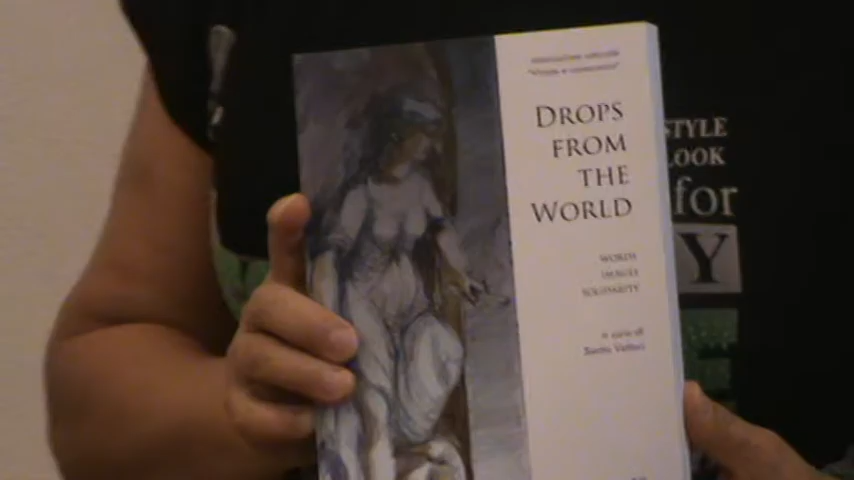 DROPS
FROM
THE
WORLD
WORDS
IMAGES
SOLIDARITY
a cura di
STYLE
LOOK
for
Y